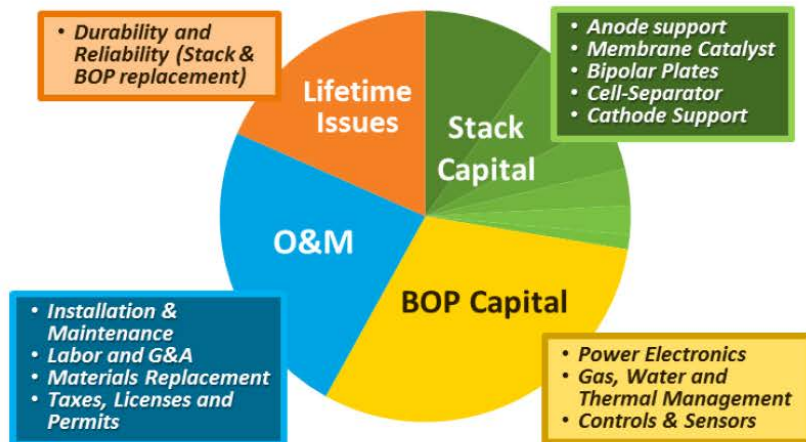 • Durability and
Reliability (Stack &
BOP replacement)
Lifetime
Issues
Stack
Capital
• Anode support
• Membrane Catalyst
• Bipolar Plates
• Cell-Separator
• Cathode Support
O&M
BOP Capital
• Installation &
Maintenance
• Labor and G&A
• Materials Replacement
• Taxes, Licenses and
Permits
• Power Electronics
• Gas, Water and
Thermal Management
• Controls & Sensors